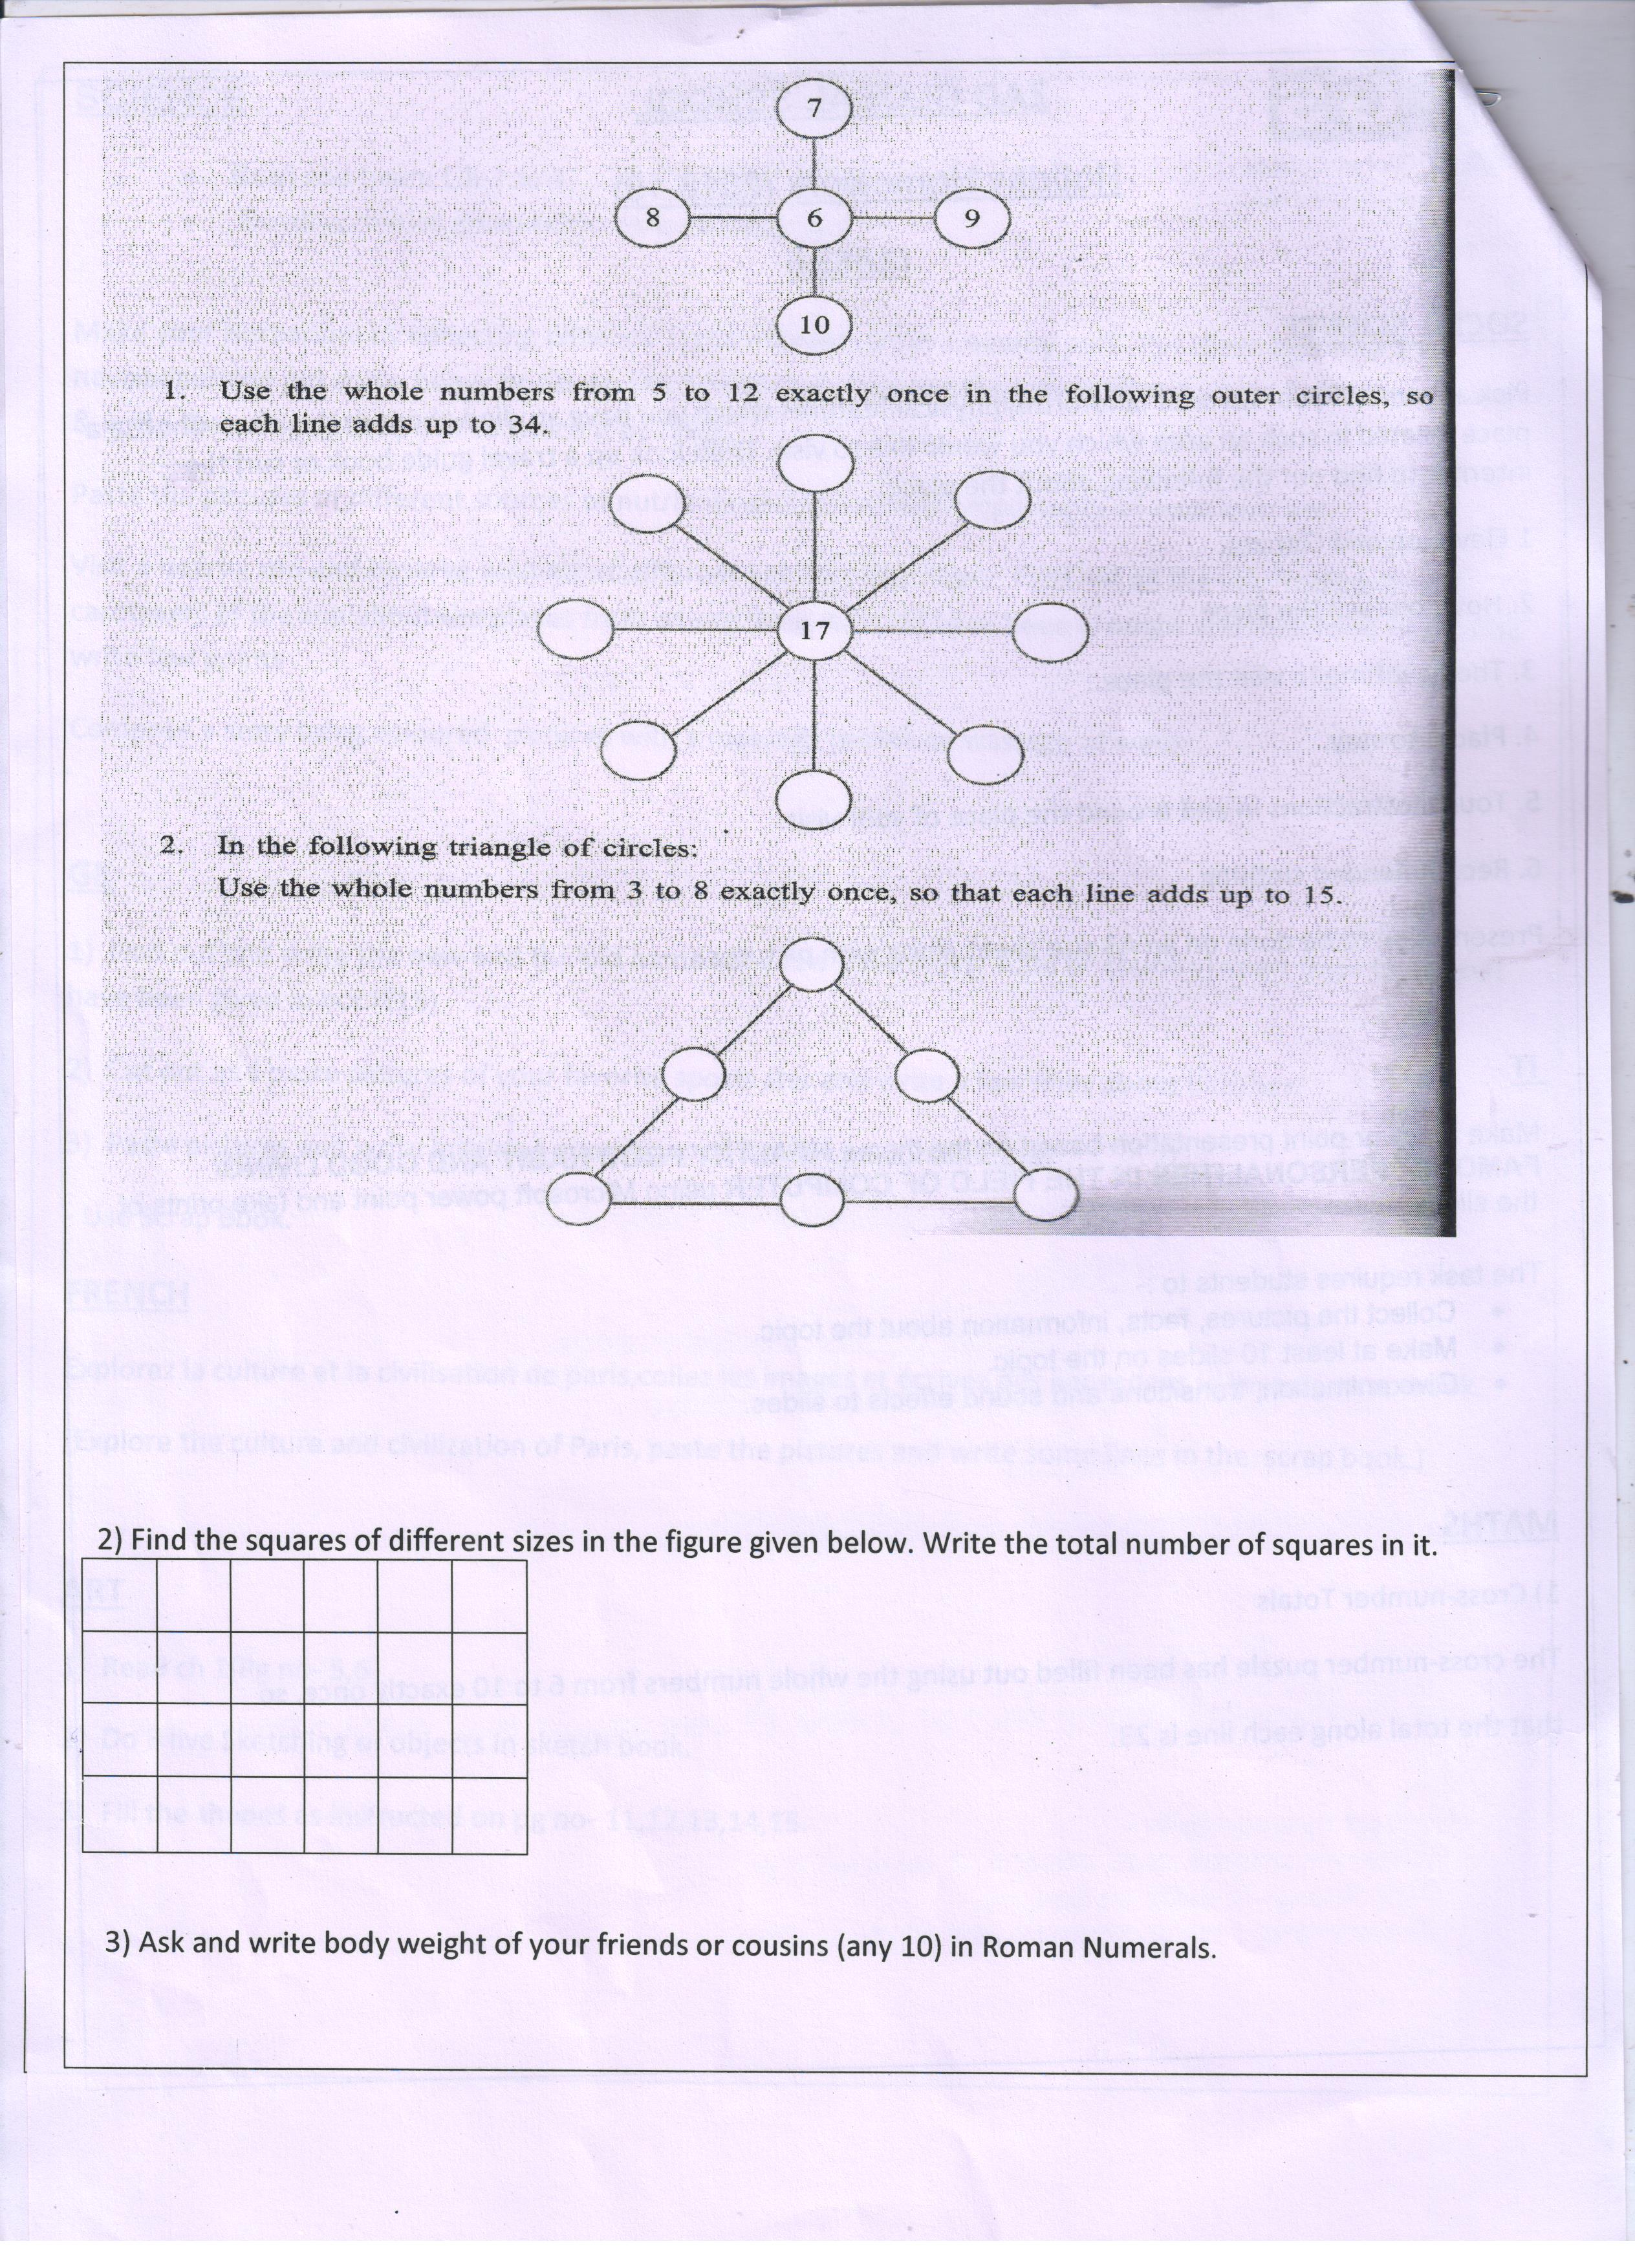 7
8 6 9
10
1. Use the whole numbers from 5 to 12 exactly once in the following outer circles, so
each line adds up to 34.
17
2. In the following triangle of circles:
Use the whole numbers from 3 to 8 exactly once, so that each line adds up to 15.
2) Find the squares of different sizes in the figure given below. Write the total number of squares in it.
3) Ask and write body weight of your friends or cousins (any 10) in Roman Numerals.